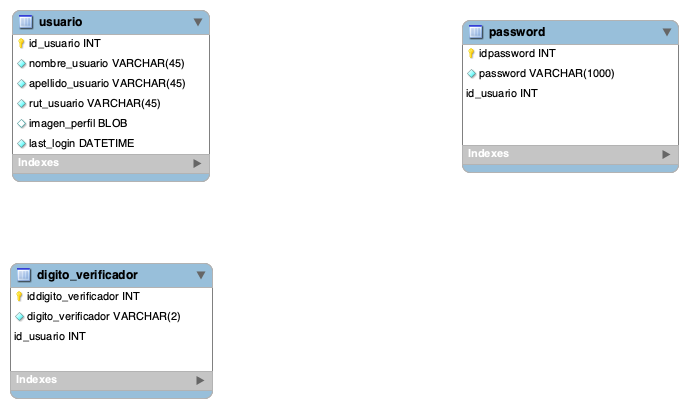 usuario
id_usuario INT
nombre_usuario VARCHAR(45)
apellido_usuario VARCHAR(45)
rut_usuario VARCHAR(45)
imagen_perfil BLOB
last_login DATETIME
Indexes
password
idpassword INT
password VARCHAR(1000)
id_usuario INT
Indexes
digito_verificador
iddigito_verificador INT
digito_verificador VARCHAR(2)
id_usuario INT
Indexes